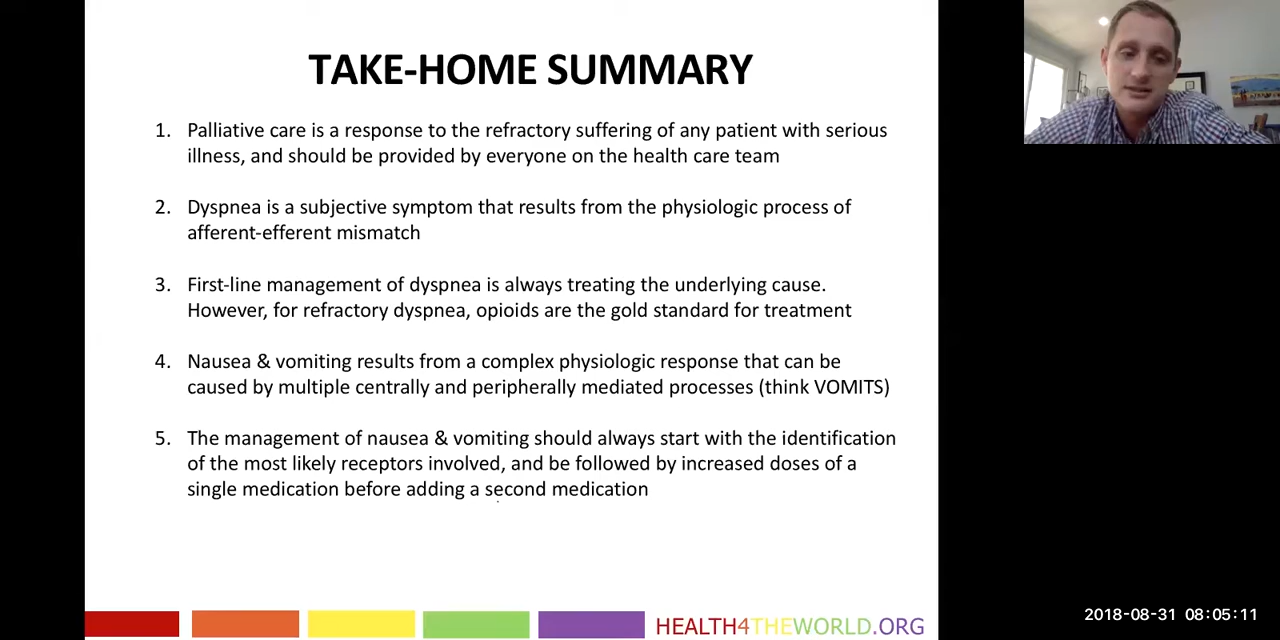 TAKE-HOME SUMMARY
1. Palliative care is a response to the refractory suffering of any patient with serious
illness, and should be provided by everyone on the health care team
2. Dyspnea is a subjective symptom that results from the physiologic process of
afferent-efferent mismatch
3. First-line management of dyspnea is always treating the underlying cause.
However, for refractory dyspnea, opioids are the gold standard for treatment
4. Nausea & vomiting results from a complex physiologic response that can be
caused by multiple centrally and peripherally mediated processes (think VOMITS)
5. The management of nausea & vomiting should always start with the identification
of the most likely receptors involved, and be followed by increased doses of a
single medication before adding a second medication
HEALTH4THEWORLD.ORG
2018-08-31 08:05:11